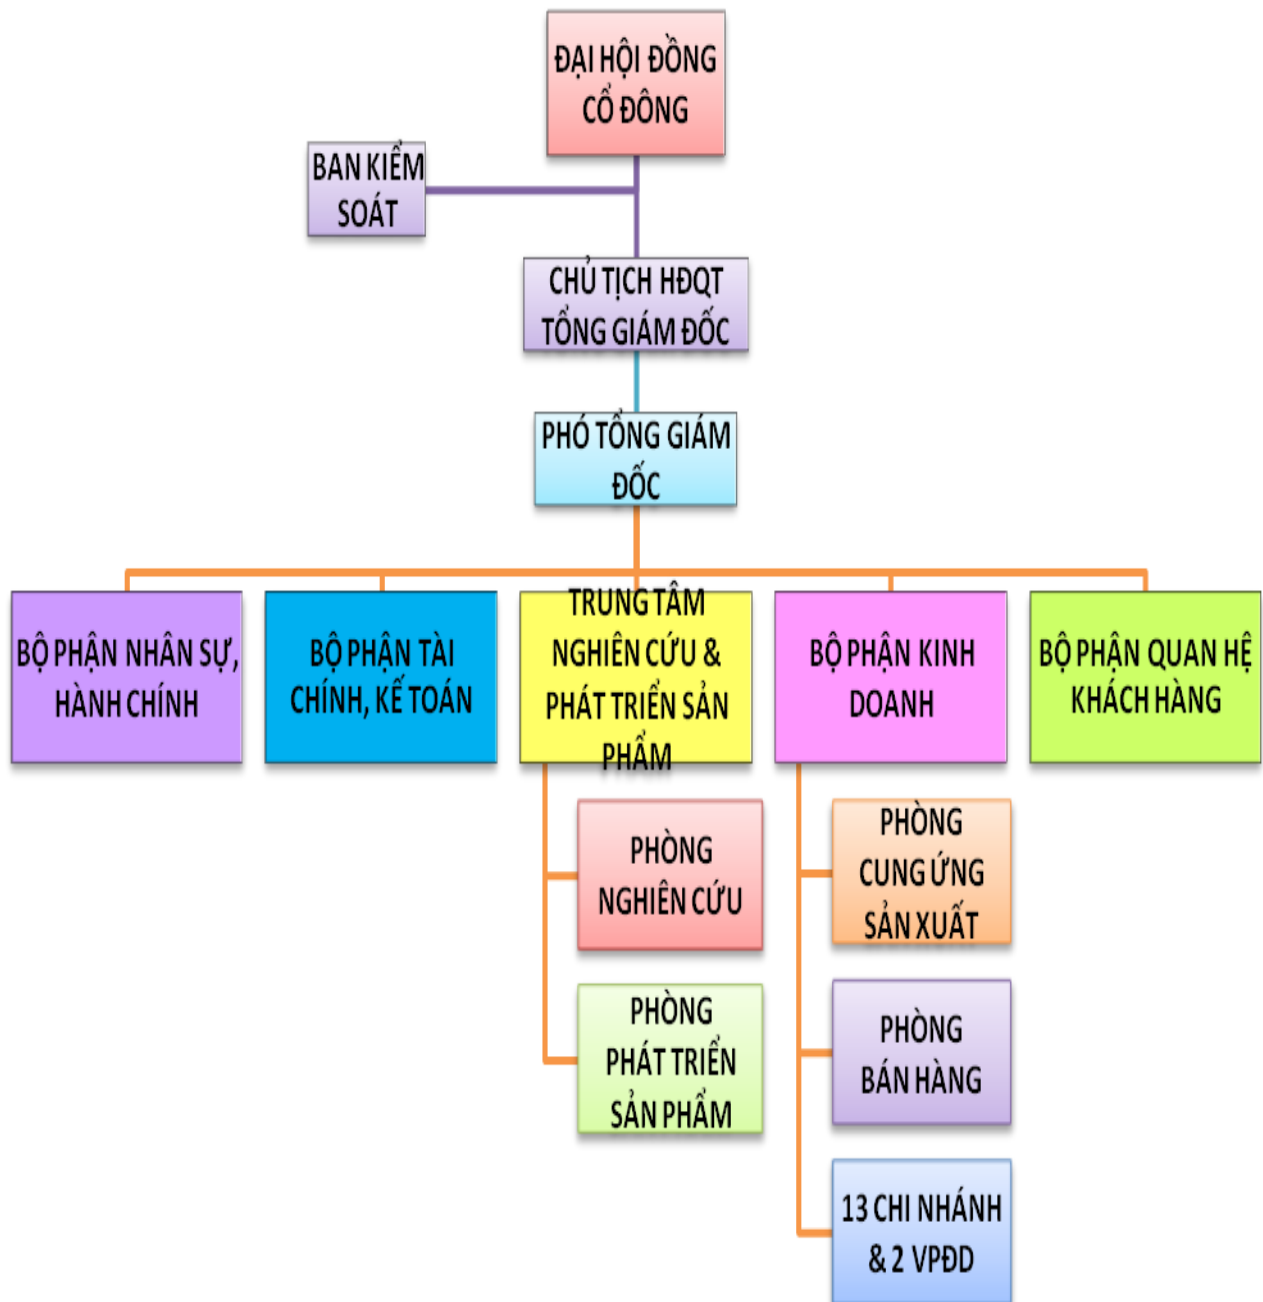 ĐẠI HỘI ĐỒNG
CỔ ĐÔNG
BAN KIỂM
SOÁT
CHỦ TỊCH HĐQT
TỔNG GIÁM ĐỐC
PHÓ TỔNG GIÁM
ĐỐC
BỘ PHẬN NHÂN SỰ,
HÀNH CHÍNH
BỘ PHẬN TÀI
CHÍNH, KẾ TOÁN
TRUNG TÂM
NGHIÊN CỨU &
PHÁT TRIỂN SẢN
PHẨM
BỘ PHẬN KINH
DOANH
BỘ PHẬN QUAN HỆ
KHÁCH HÀNG
PHÒNG
NGHIÊN CỨU
PHÒNG
PHÁT TRIỂN
SẢN PHẨM
PHÒNG
CUNG ỨNG
SẢN XUẤT
PHÒNG
BÁN HÀNG
13 CHI NHÁNH
& 2 VPĐD